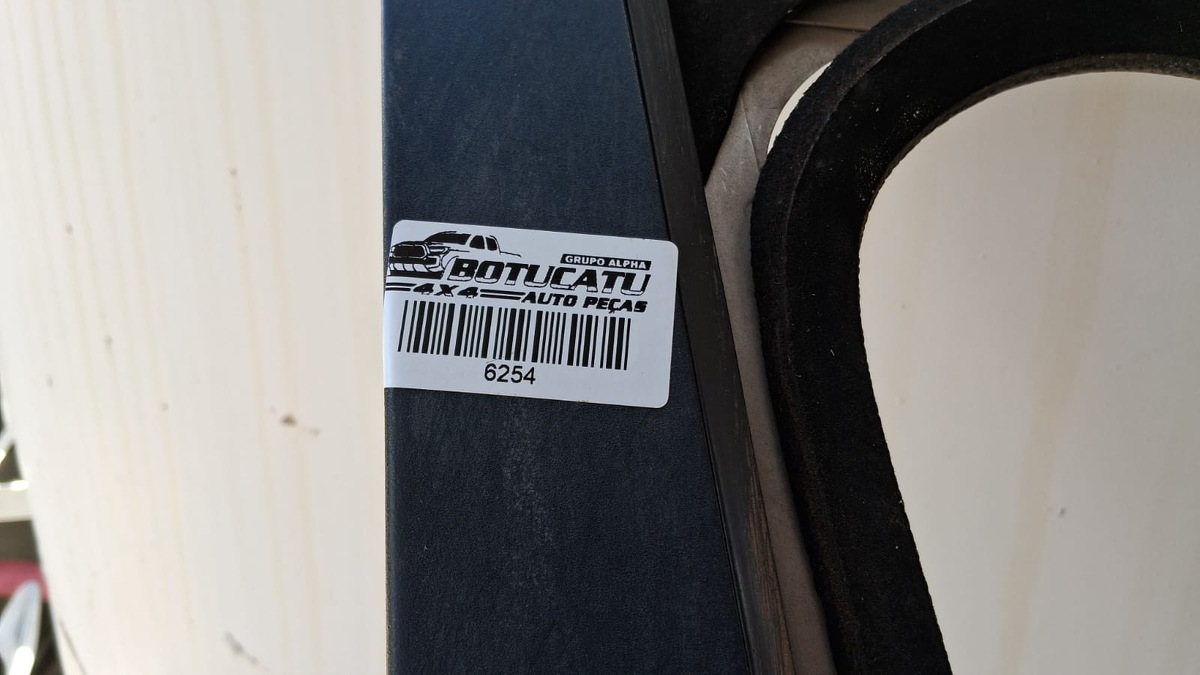 GRUPO ALPHA
BOTUCATU
4X4 AUTO PEÇAS
6254